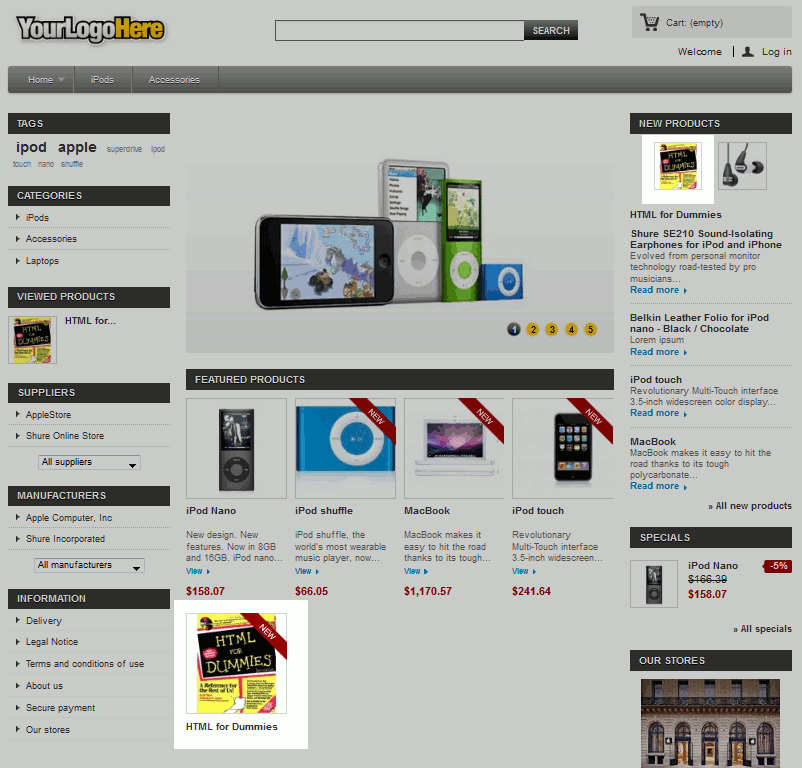 YourLogoHere
SEARCH
Cart: (empty)
Welcome
Log in
Home
iPods
Accessories
TAGS
ipod apple superdrive Ipod
touch nano shuffle
CATEGORIES
iPods
Accessories
Laptops
VIEWED PRODUCTS
HTML FOR DUMMIES
HTML for...
SUPPLIERS
AppleStore
Shure Online Store
All suppliers
MANUFACTURERS
Apple Computer, Inc
Shure Incorporated
All manufacturers
INFORMATION
Delivery
Legal Notice
Terms and conditions of use
About us
Secure payment
Our stores
1 2 3 4 5
FEATURED PRODUCTS
NEW
NEW
NEW
iPod Nano
New design. New
features. Now in 8GB
and 16GB. iPod nano...
View
$158.07
iPod shuffle
iPod shuffle, the
world's most wearable
music player, now...
View
$66.05
MacBook
MacBook makes it
easy to hit the road
thanks to its tough...
View
$1,170.57
iPod touch
Revolutionary
Multi-Touch interface
3.5-inch widescreen...
View
$241.64
NEW
HTML
FOR
DUMMIES
A Reference for
the Rest of Us!
HTML for Dummies
NEW PRODUCTS
HTML FOR DUMMIES
HTML for Dummies
Shure SE210 Sound-Isolating
Earphones for iPod and iPhone
Evolved from personal monitor
technology road-tested by pro
musicians...
Read more
Belkin Leather Folio for iPod
nano - Black / Chocolate
Lorem ipsum
Read more
iPod touch
Revolutionary Multi-Touch interface
3.5-inch widescreen color display...
Read more
MacBook
MacBook makes it easy to hit the
road thanks to its tough
polycarbonate...
Read more
» All new products
SPECIALS
iPod Nano
-5%
$166.39
$158.07
» All specials
OUR STORES